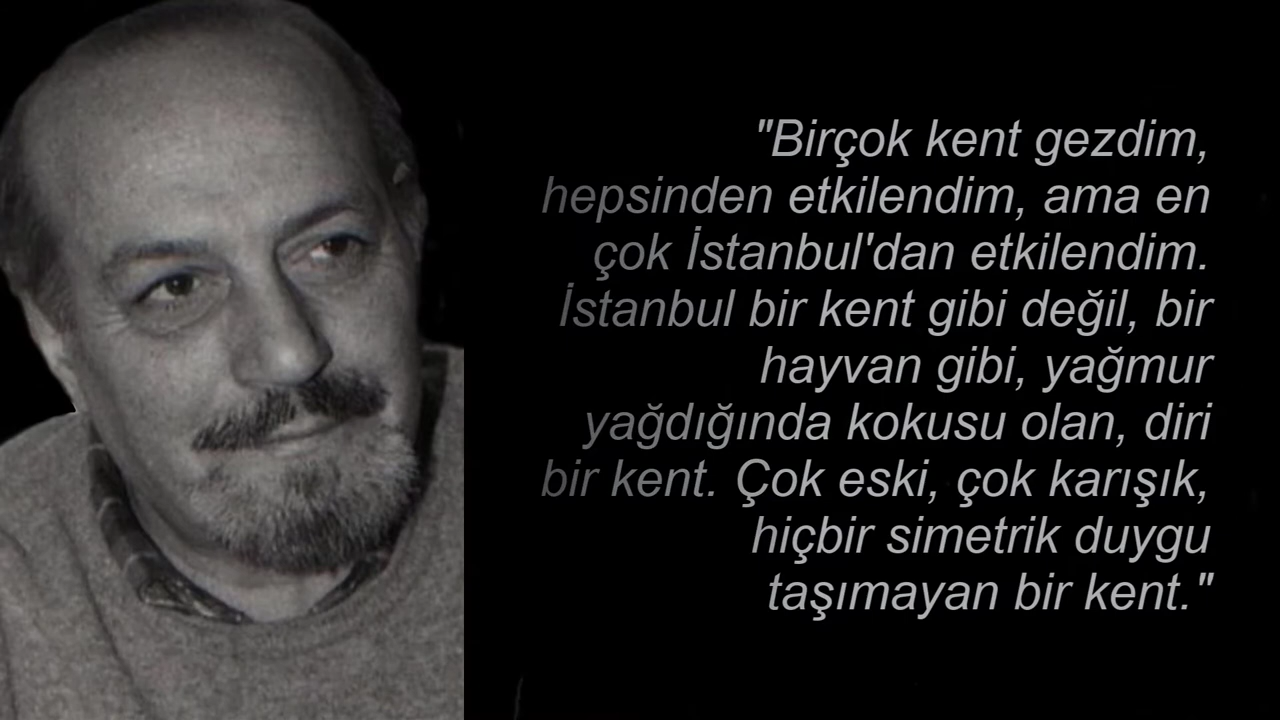 "Birçok kent gezdim,
hepsinden etkilendim, ama en
çok İstanbul'dan etkilendim.
İstanbul bir kent gibi değil, bir
hayvan gibi, yağmur
yağdığında kokusu olan, diri
bir kent. Çok eski, çok karışık,
hiçbir simetrik duygu
taşımayan bir kent."